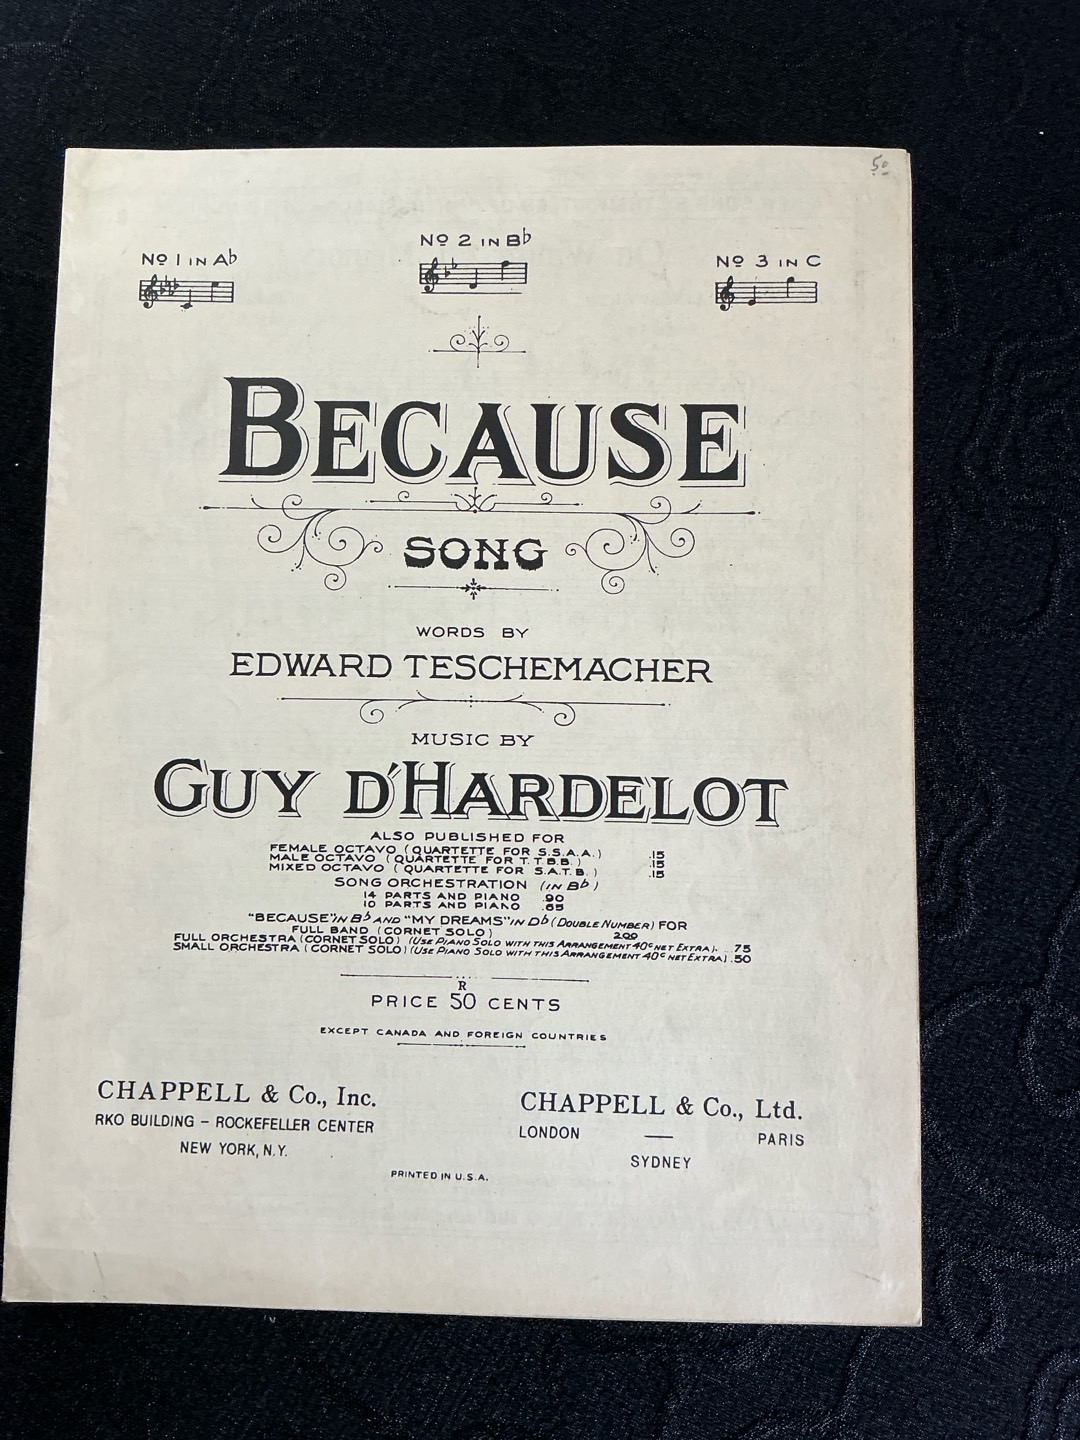 50
No 1 IN A♭
No 2 IN B♭
No 3 IN C
BECAUSE
SONG
WORDS BY
EDWARD TESCHEMACHER
MUSIC BY
GUY D'HARDELOT
ALSO PUBLISHED FOR
FEMALE OCTAVO (QUARTETTE FOR S.S.A.A.) .15
MALE OCTAVO (QUARTETTE FOR T.T.B.B.) .15
MIXED OCTAVO (QUARTETTE FOR S.A.T.B.) .15
SONG ORCHESTRATION (IN B♭)
14 PARTS AND PIANO .90
10 PARTS AND PIANO .65
"BECAUSE" IN B♭ AND "MY DREAMS" IN D♭ (DOUBLE NUMBER) FOR
FULL BAND (CORNET SOLO) 2.00
FULL ORCHESTRA (CORNET SOLO) (USE PIANO SOLO WITH THIS ARRANGEMENT 40c NET EXTRA). .75
SMALL ORCHESTRA (CORNET SOLO) (USE PIANO SOLO WITH THIS ARRANGEMENT 40c NET EXTRA) .50
R
PRICE 50 CENTS
EXCEPT CANADA AND FOREIGN COUNTRIES
CHAPPELL & Co., Inc.
RKO BUILDING – ROCKEFELLER CENTER
NEW YORK, N.Y.
CHAPPELL & Co., Ltd.
LONDON — PARIS
SYDNEY
PRINTED IN U.S.A.